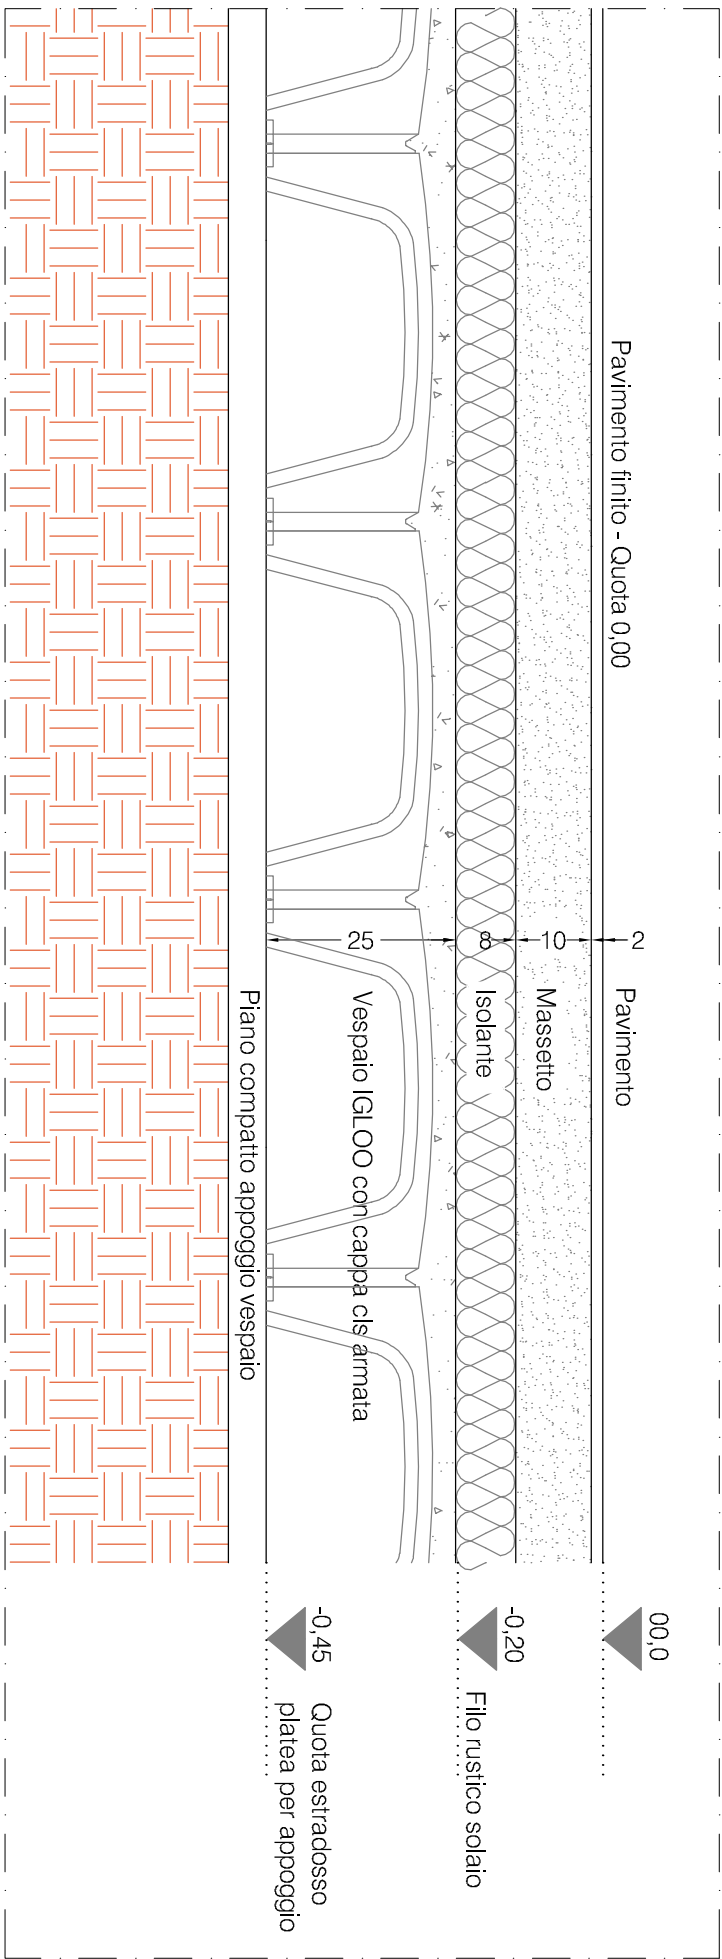 Pavimento finito - Quota 0,00
2
10
8
25
Pavimento
Massetto
Isolante
Vespaio IGLOO con cappa cls armata
Piano compatto appoggio vespaio
00,0
-0,20
Filo rustico solaio
-0,45
Quota estradosso
platea per appoggio